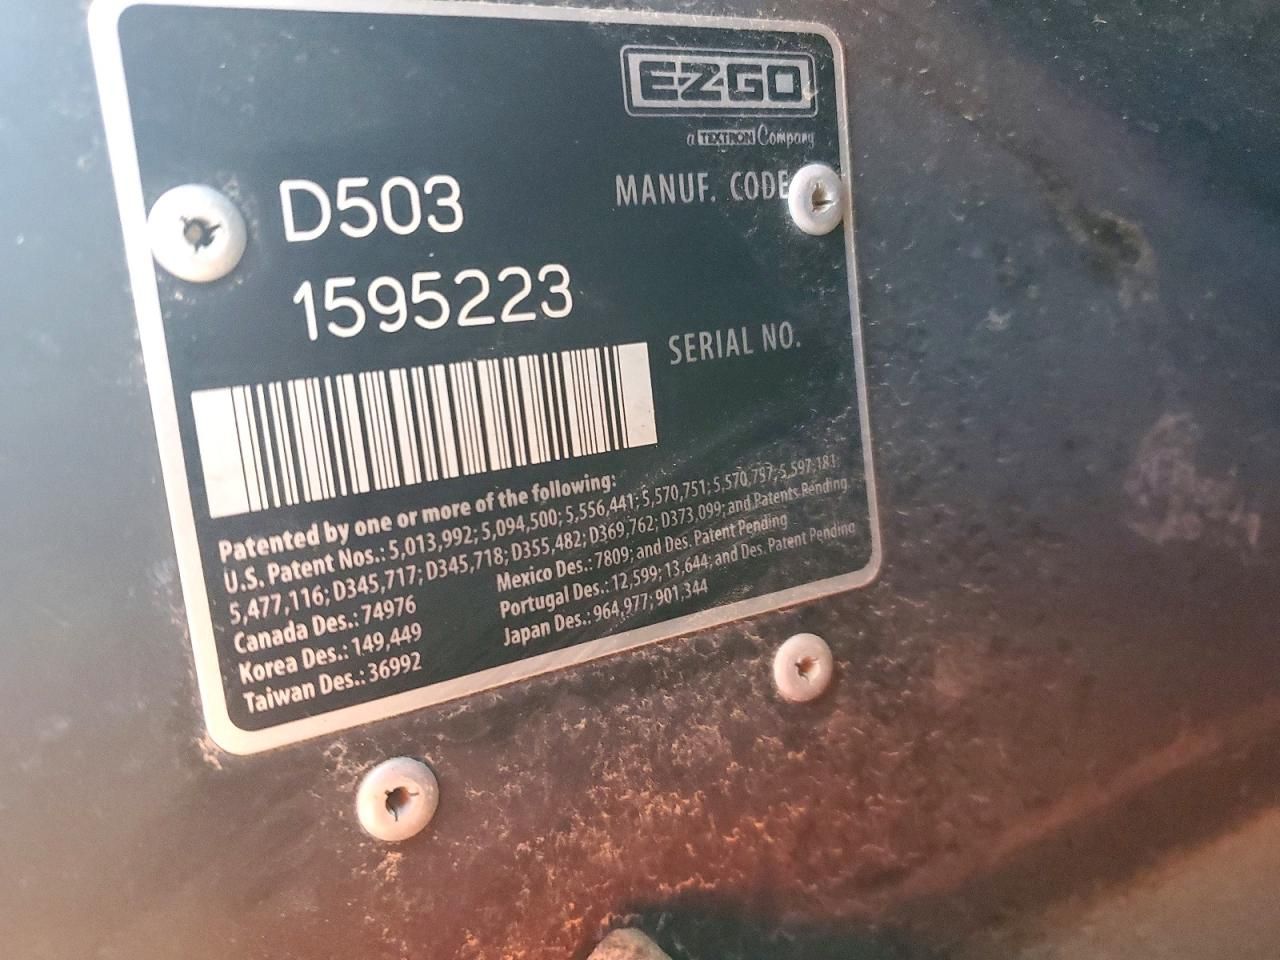 EZGO
a TEXTRON Company
D503
MANUF. CODE
1595223
SERIAL NO.
Patented by one or more of the following:
U.S. Patent Nos.: 5,013,992; 5,094,500; 5,556,441; 5,570,751; 5,570,757; 5,597,181;
5,477,116; D345,717; D345,718; D355,482; D369,762; D373,099; and Patents Pending
Canada Des.: 74976
Korea Des.: 149,449
Taiwan Des.: 36992
Mexico Des.: 7809; and Des. Patent Pending
Portugal Des.: 12,599; 13,644; and Des. Patent Pending
Japan Des.: 964,977; 901,344